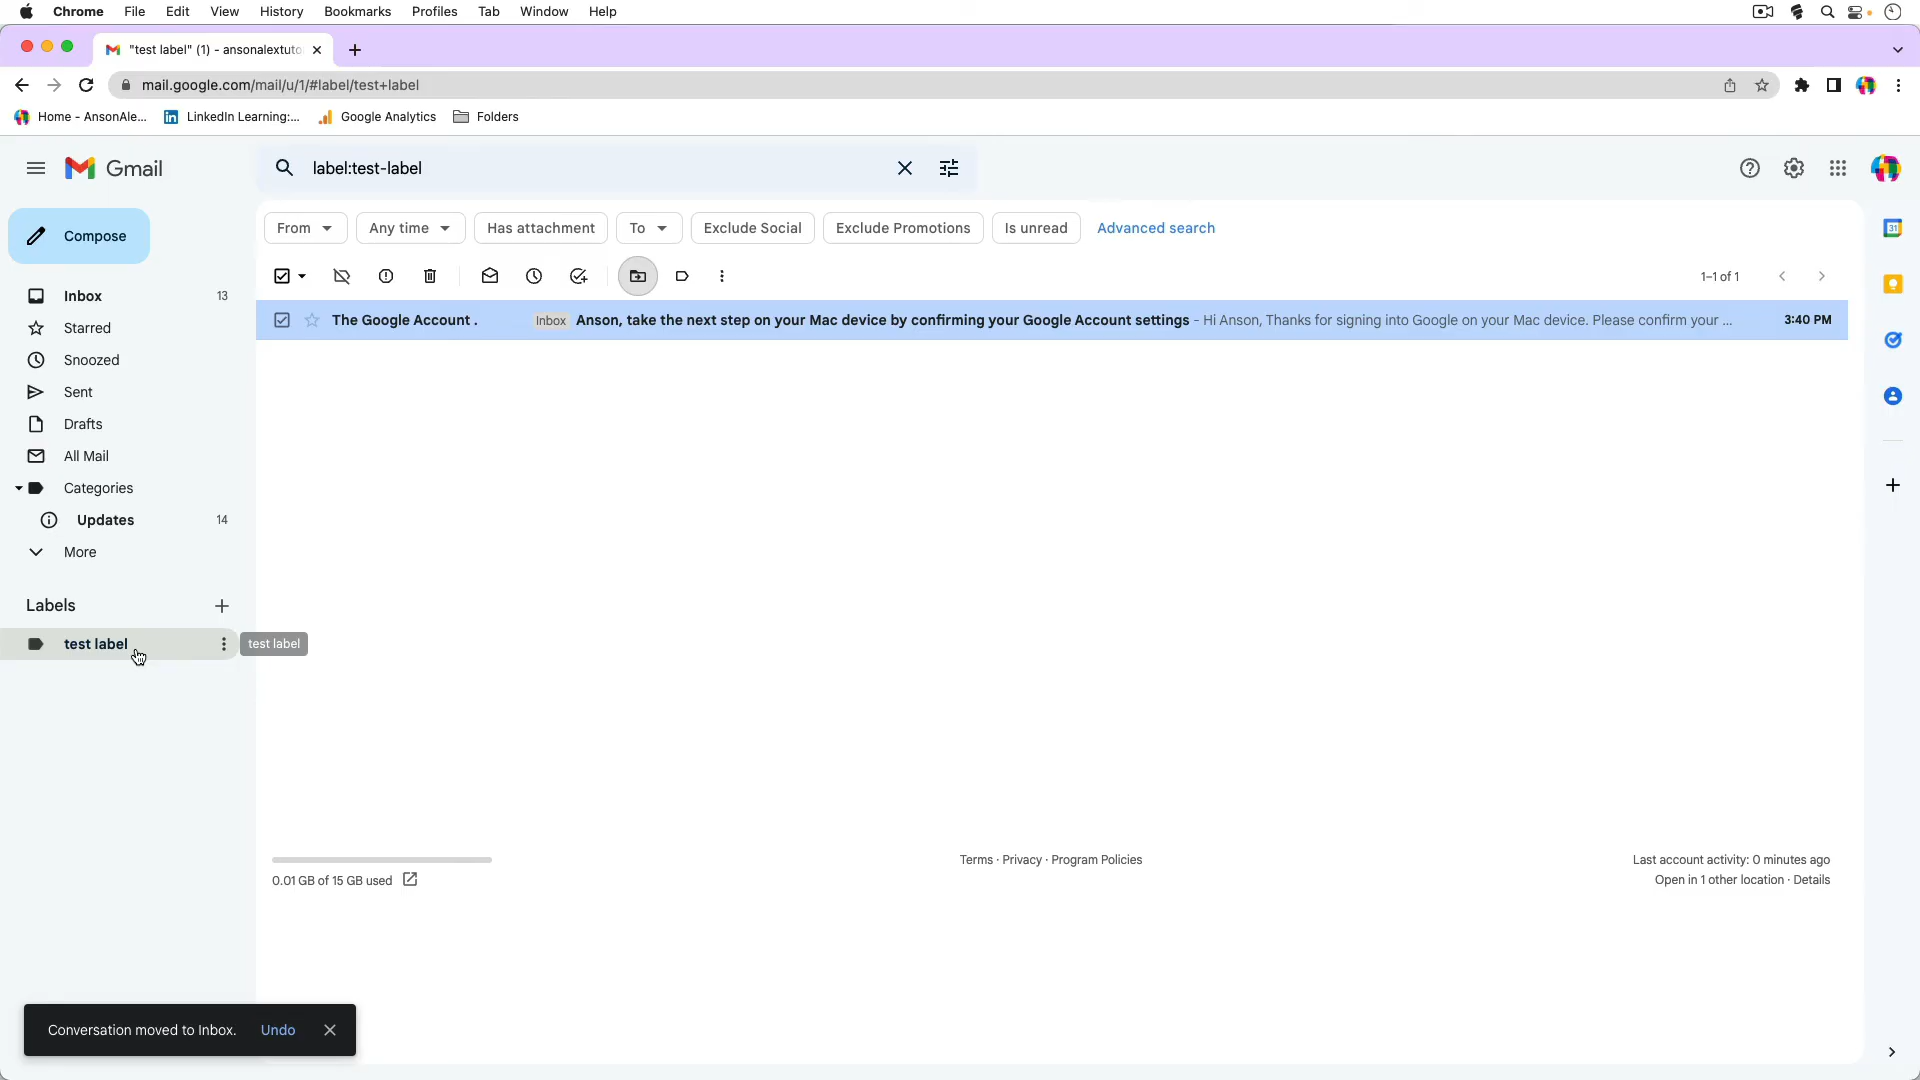 Chrome File Edit View History Bookmarks Profiles Tab Window Help
"test label" (1) - ansonalextuto
mail.google.com/mail/u/1/#label/test+label
Home - AnsonAle... LinkedIn Learning:... Google Analytics Folders
Gmail
label:test-label
Compose
From Any time Has attachment To Exclude Social Exclude Promotions Is unread Advanced search
1–1 of 1
Inbox 13
Starred
Snoozed
Sent
Drafts
All Mail
Categories
Updates 14
More
Labels
test label
test label
The Google Account . Inbox Anson, take the next step on your Mac device by confirming your Google Account settings - Hi Anson, Thanks for signing into Google on your Mac device. Please confirm your ... 3:40 PM
31
0.01 GB of 15 GB used
Terms · Privacy · Program Policies
Last account activity: 0 minutes ago
Open in 1 other location · Details
Conversation moved to Inbox. Undo